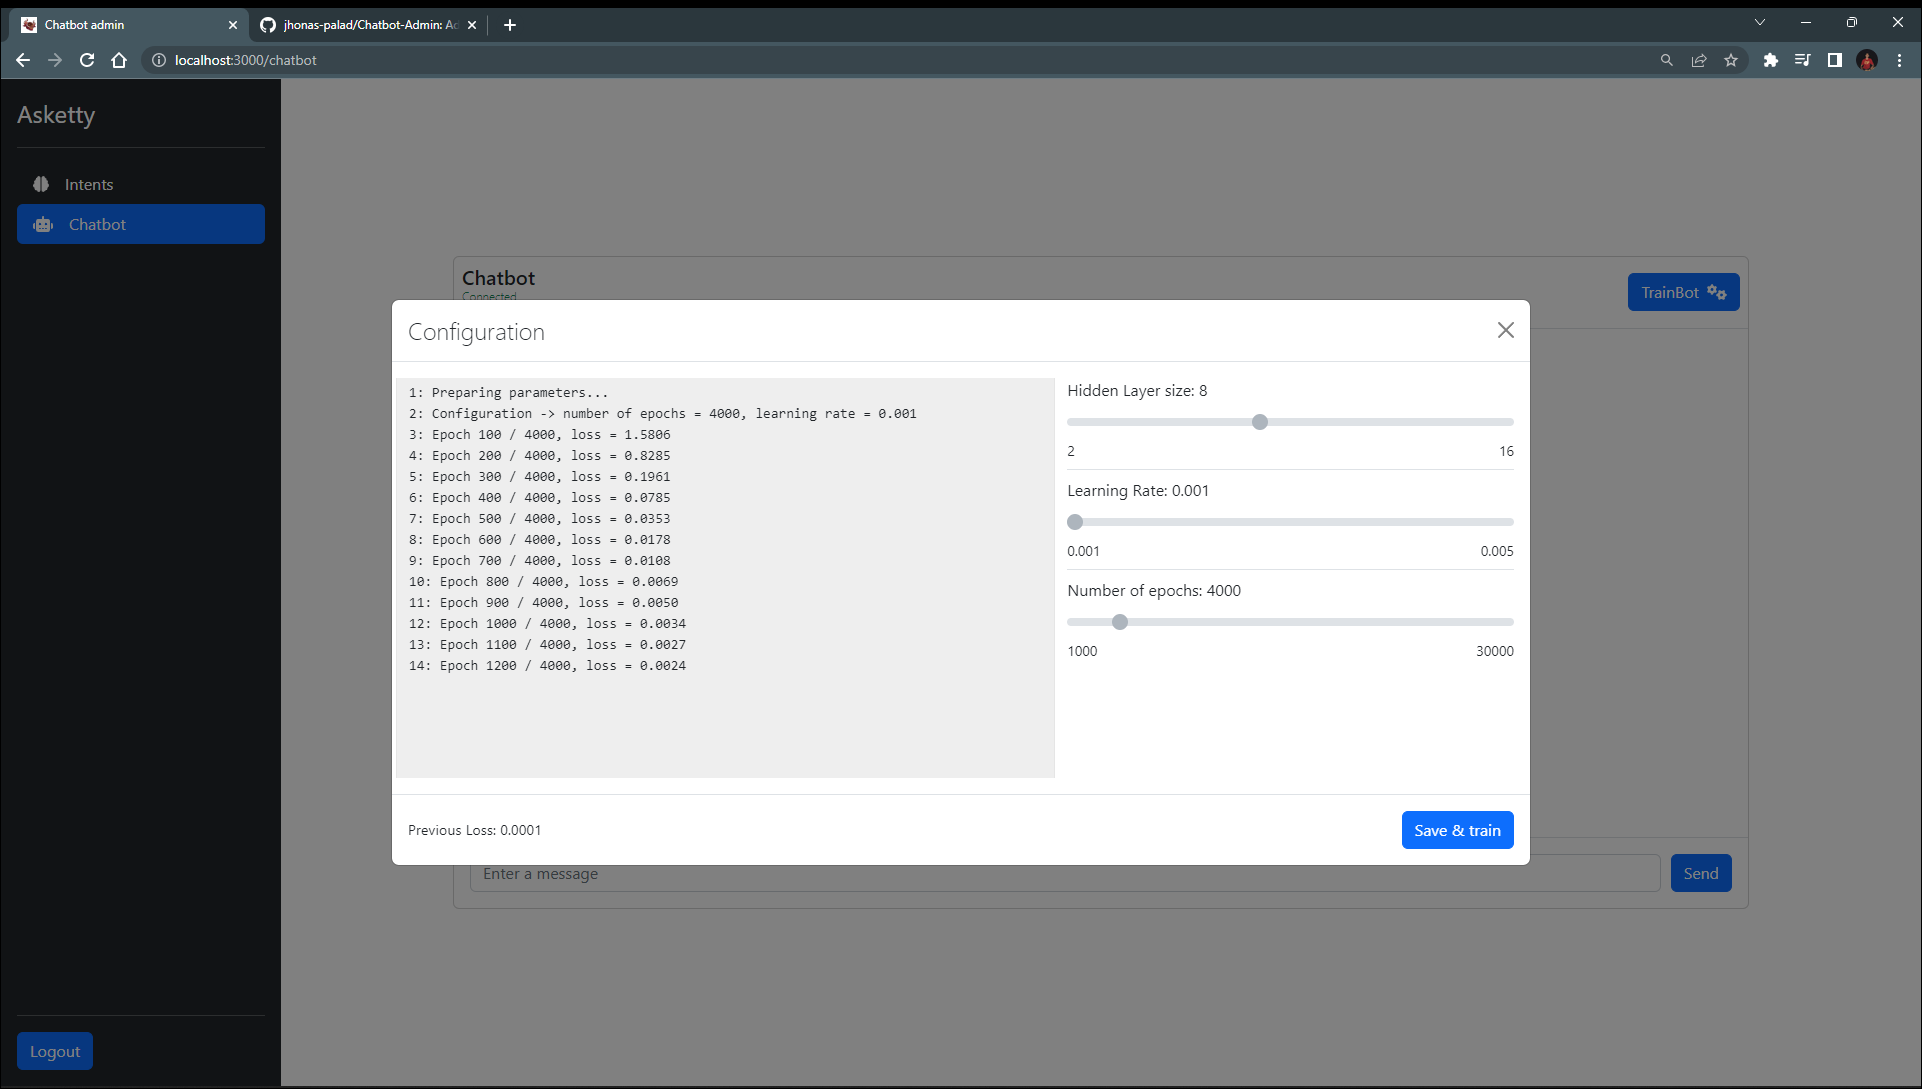 Chatbot admin
jhonas-palad/Chatbot-Admin: Ad
localhost:3000/chatbot
Asketty
Intents
Chatbot
Logout
Chatbot
Connected
TrainBot
Configuration
1: Preparing parameters...
2: Configuration -> number of epochs = 4000, learning rate = 0.001
3: Epoch 100 / 4000, loss = 1.5806
4: Epoch 200 / 4000, loss = 0.8285
5: Epoch 300 / 4000, loss = 0.1961
6: Epoch 400 / 4000, loss = 0.0785
7: Epoch 500 / 4000, loss = 0.0353
8: Epoch 600 / 4000, loss = 0.0178
9: Epoch 700 / 4000, loss = 0.0108
10: Epoch 800 / 4000, loss = 0.0069
11: Epoch 900 / 4000, loss = 0.0050
12: Epoch 1000 / 4000, loss = 0.0034
13: Epoch 1100 / 4000, loss = 0.0027
14: Epoch 1200 / 4000, loss = 0.0024
Hidden Layer size: 8
2 16
Learning Rate: 0.001
0.001 0.005
Number of epochs: 4000
1000 30000
Previous Loss: 0.0001
Save & train
Enter a message
Send